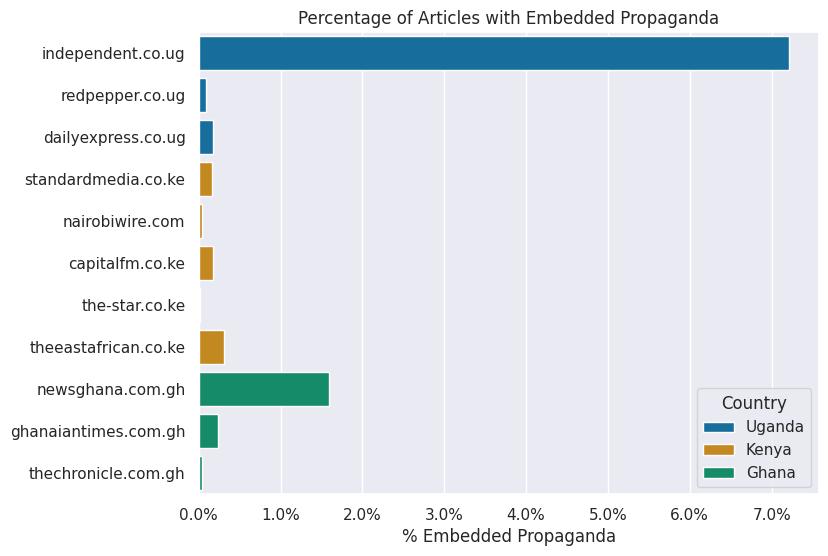 Percentage of Articles with Embedded Propaganda
independent.co.ug
redpepper.co.ug
dailyexpress.co.ug
standardmedia.co.ke
nairobiwire.com
capitalfm.co.ke
the-star.co.ke
theeastafrican.co.ke
newsghana.com.gh
ghanaiantimes.com.gh
thechronicle.com.gh
Country
Uganda
Kenya
Ghana
0.0% 1.0% 2.0% 3.0% 4.0% 5.0% 6.0% 7.0%
% Embedded Propaganda